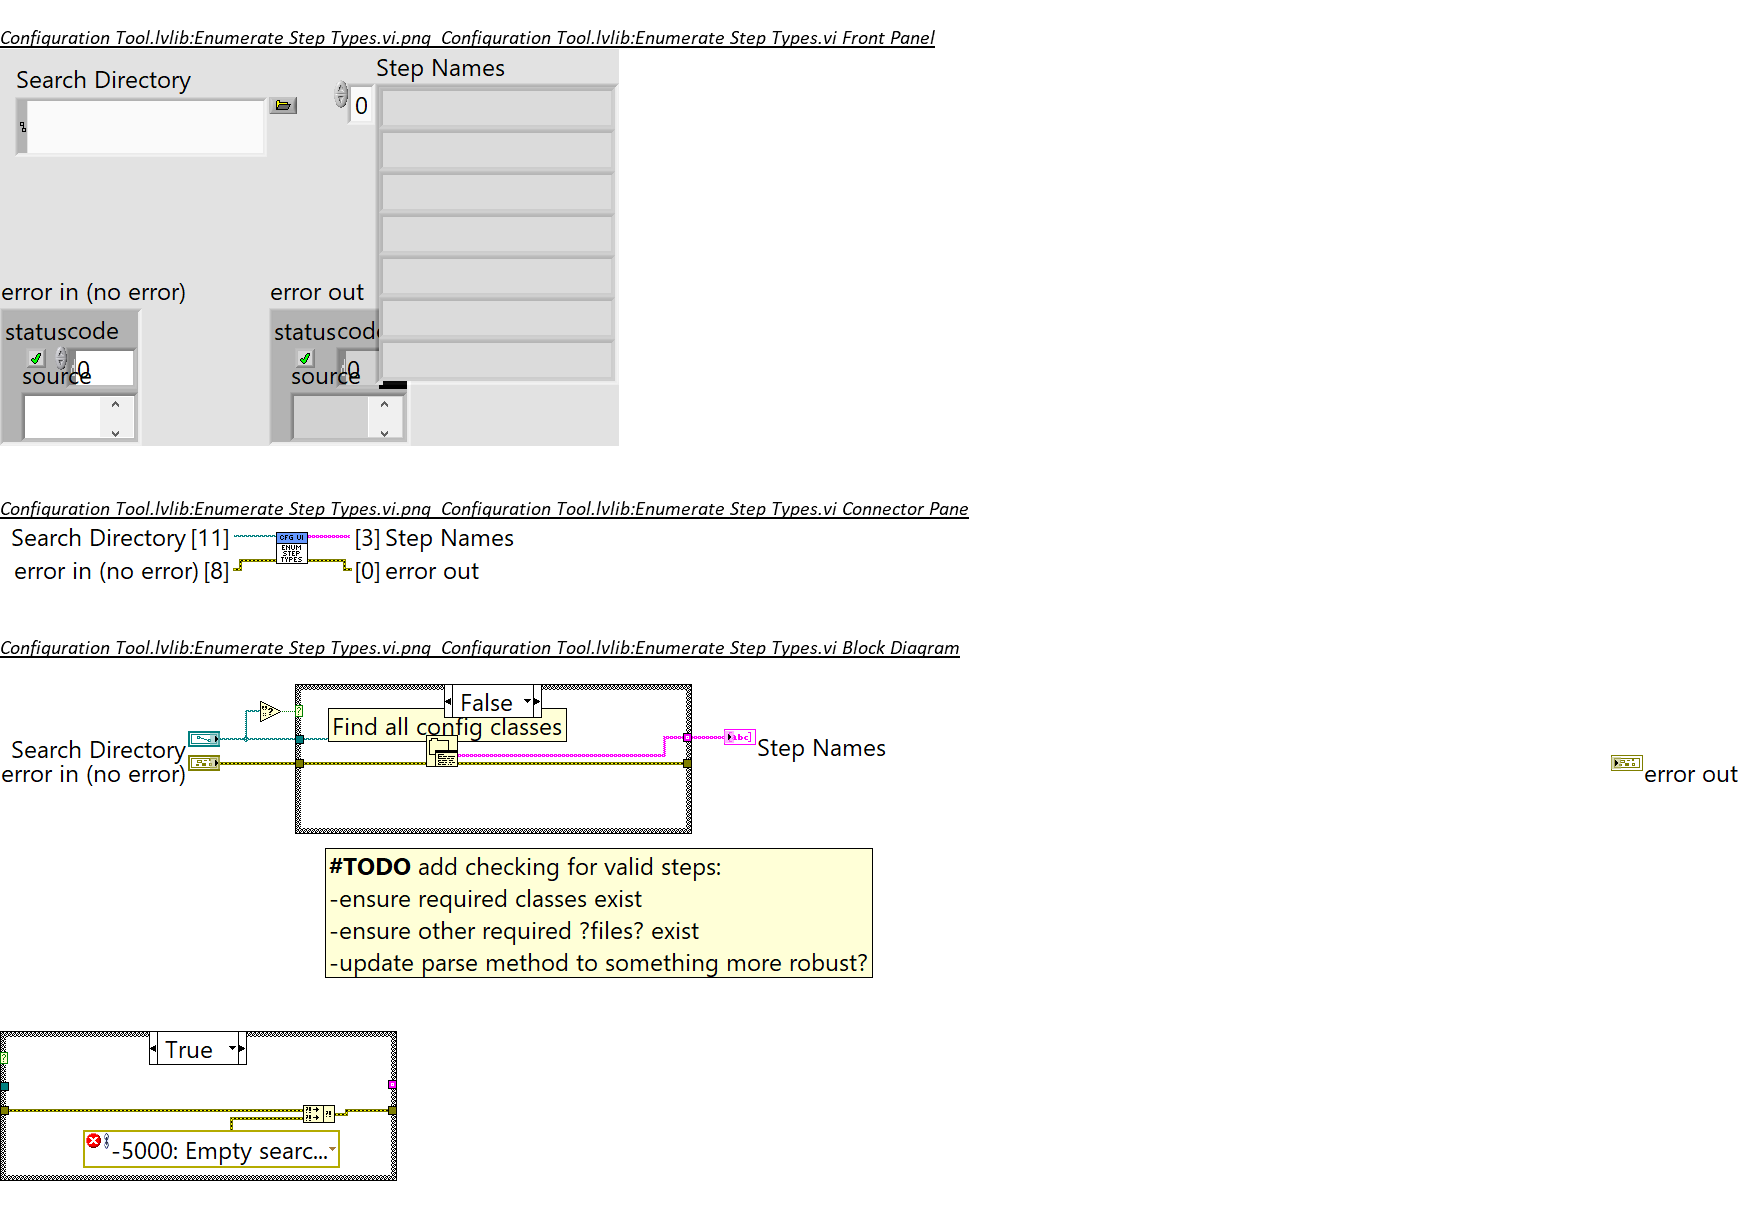 Configuration Tool.lvlib:Enumerate Step Types.vi.png Configuration Tool.lvlib:Enumerate Step Types.vi Front Panel
Search Directory
Step Names
0
error in (no error)
error out
status code
status code
0
0
source
source
Configuration Tool.lvlib:Enumerate Step Types.vi.png Configuration Tool.lvlib:Enumerate Step Types.vi Connector Pane
Search Directory [11]
CFG UI
ENUM
STEP
TYPES
[3] Step Names
error in (no error) [8]
[0] error out
Configuration Tool.lvlib:Enumerate Step Types.vi.png Configuration Tool.lvlib:Enumerate Step Types.vi Block Diagram
False
Find all config classes
Search Directory
abc
Step Names
error in (no error)
error out
#TODO add checking for valid steps:
-ensure required classes exist
-ensure other required ?files? exist
-update parse method to something more robust?
True
-5000: Empty searc...